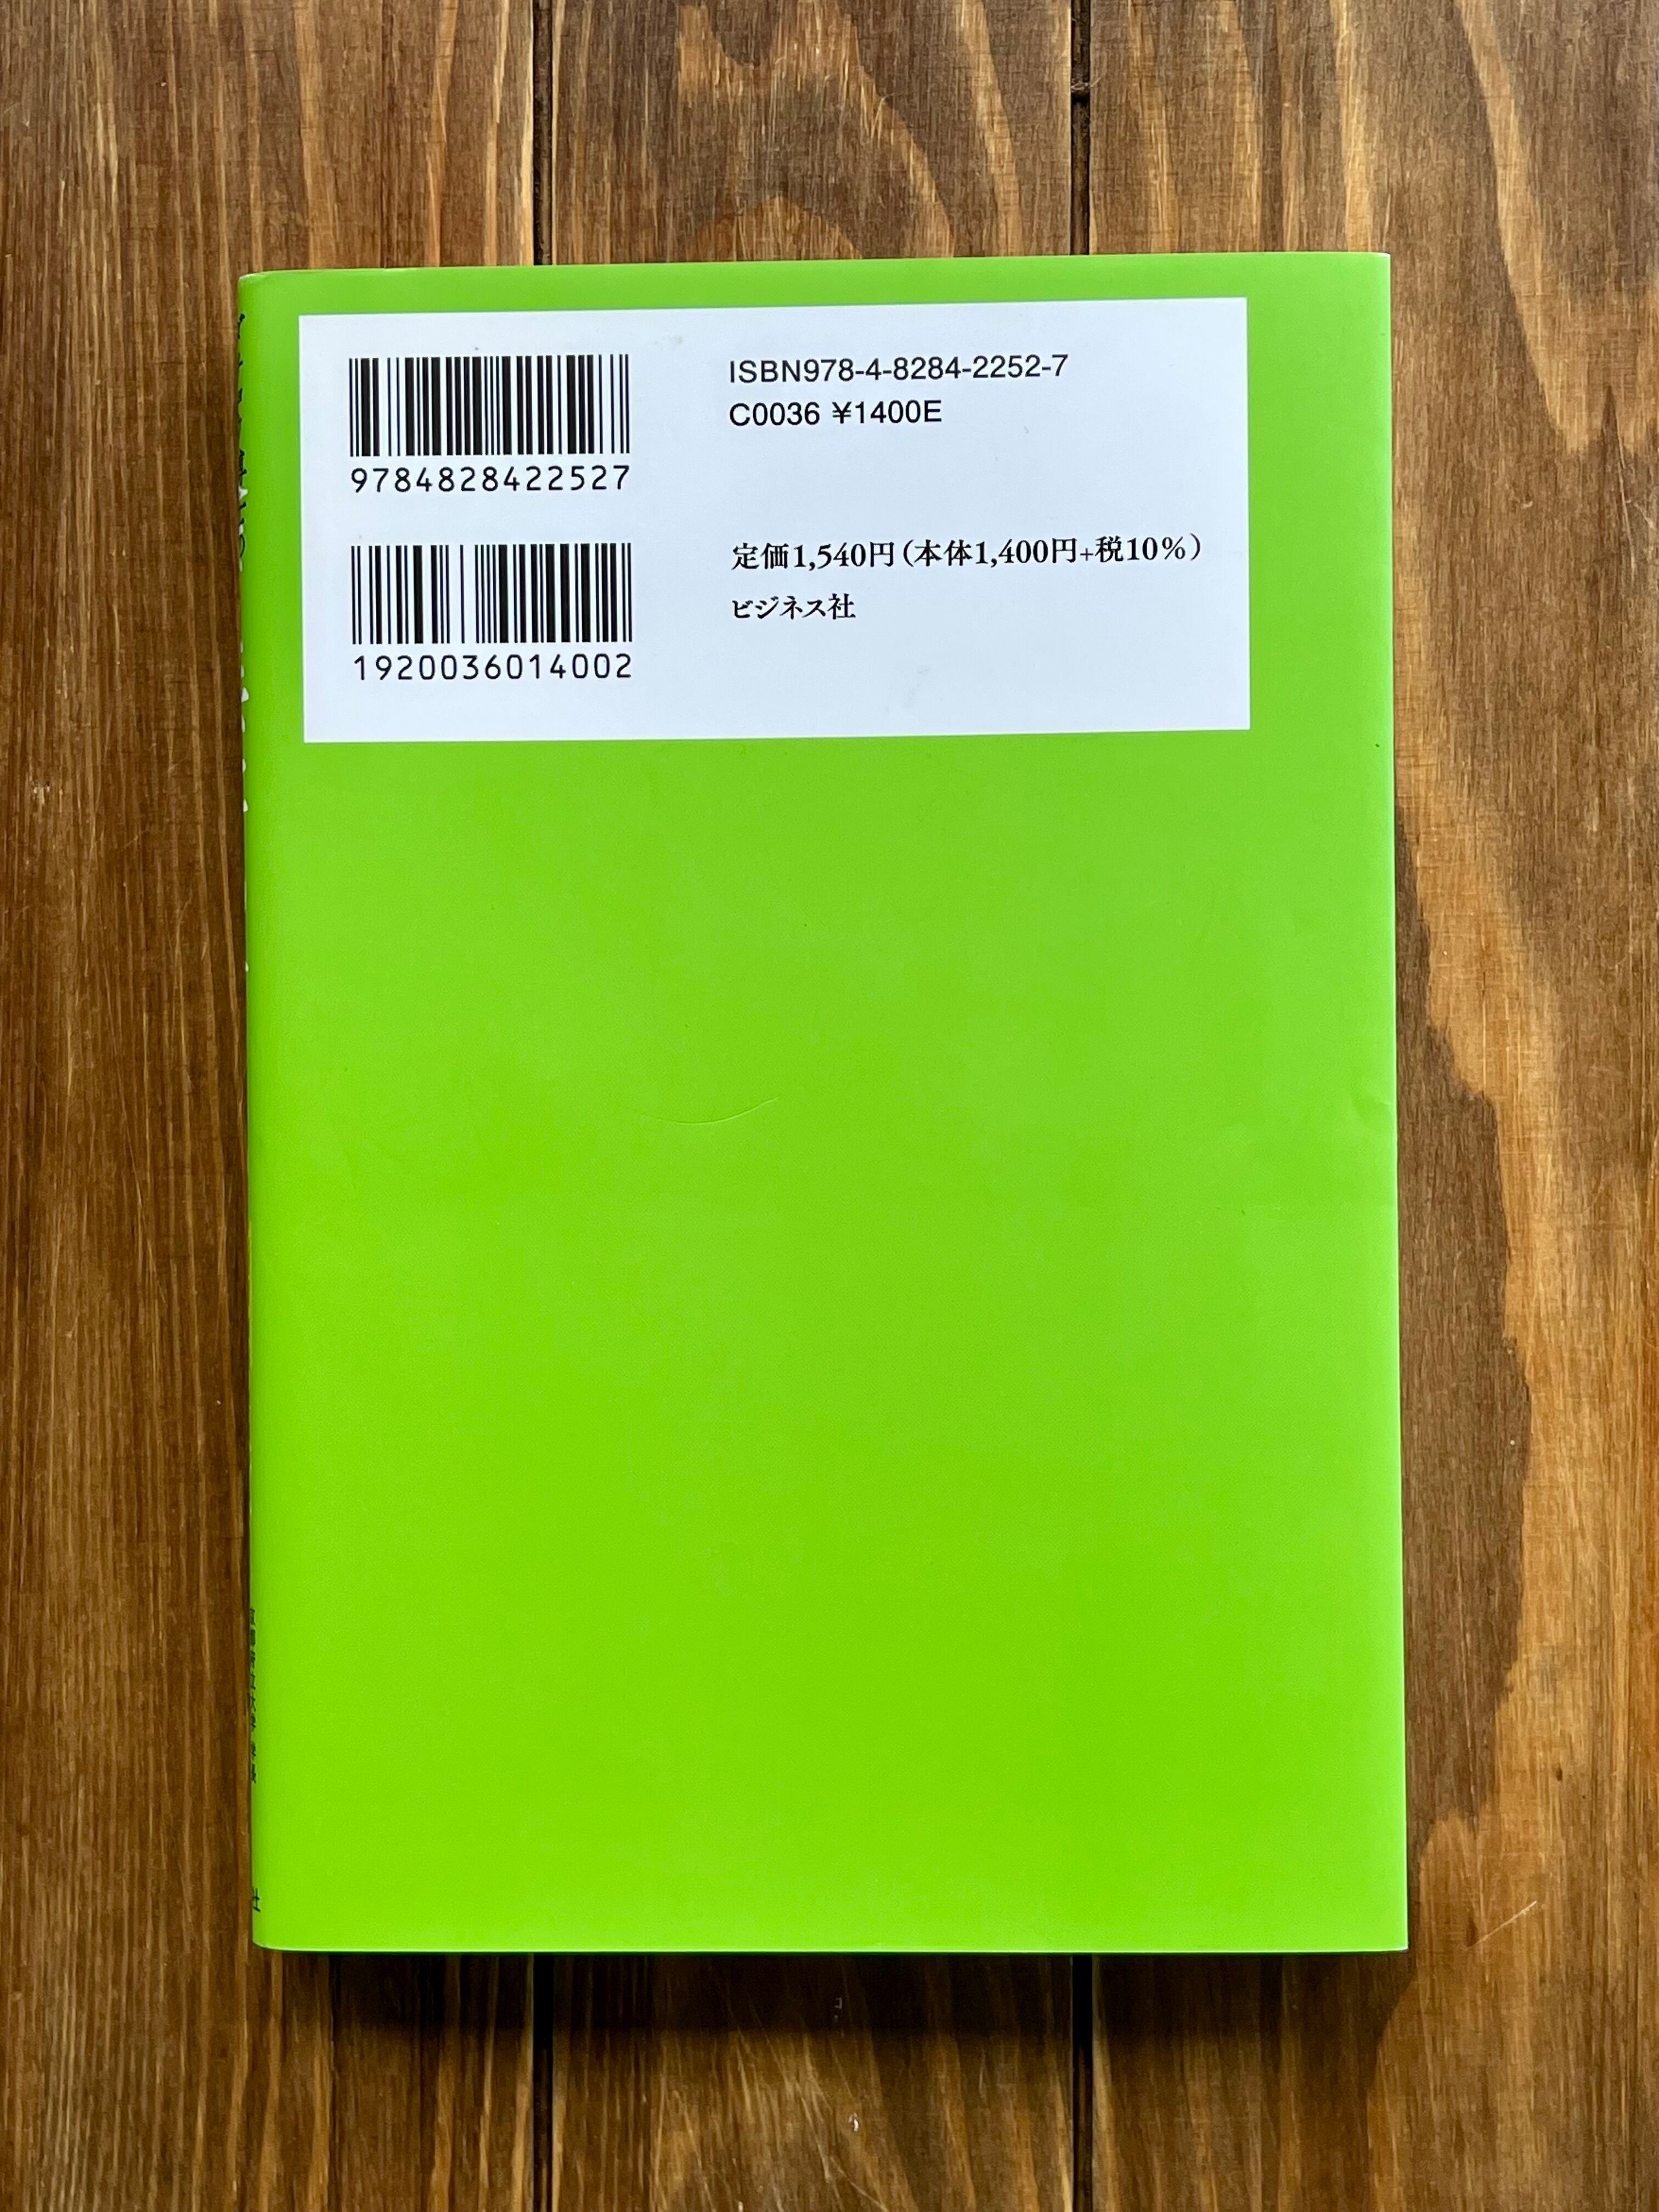 ISBN978-4-8284-2252-7
C0036 ¥1400E
9784828422527
定価1,540円(本体1,400円+税10%)
ビジネス社
1920036014002
社